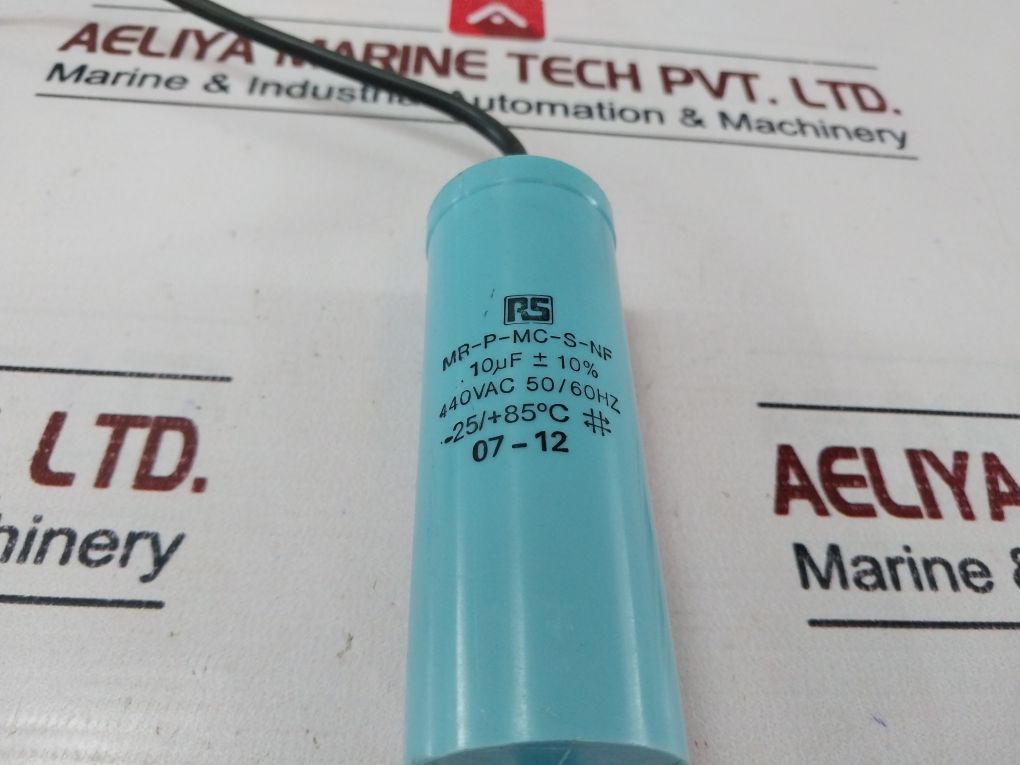 AELIYA MARINE TECH PVT. LTD.
Marine & Industrial Automation & Machinery
RS
MR-P-MC-S-NF
10µF ± 10%
440VAC 50/60HZ
-25/+85ºC
07-12
LTD.
hinery
AELIYA
Marine &